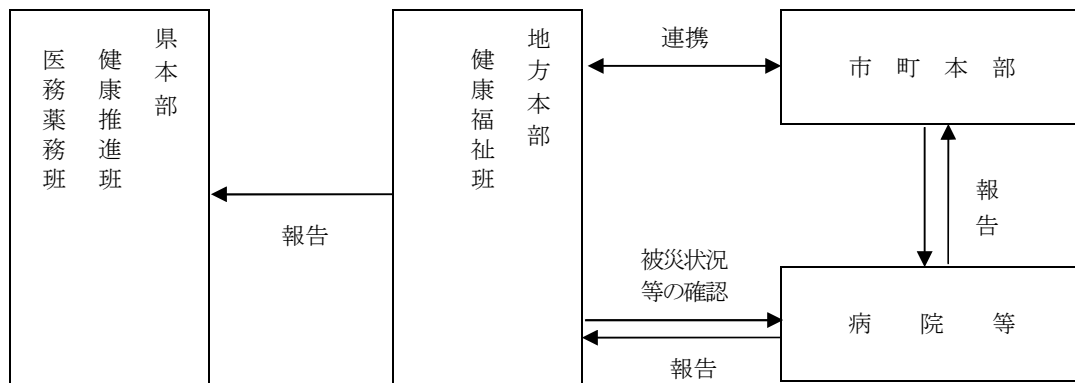 県本部
健康推進班
医務薬務班
報告
地方本部
健康福祉班
連携
市町本部
報告
被災状況
等の確認
報告
病院等